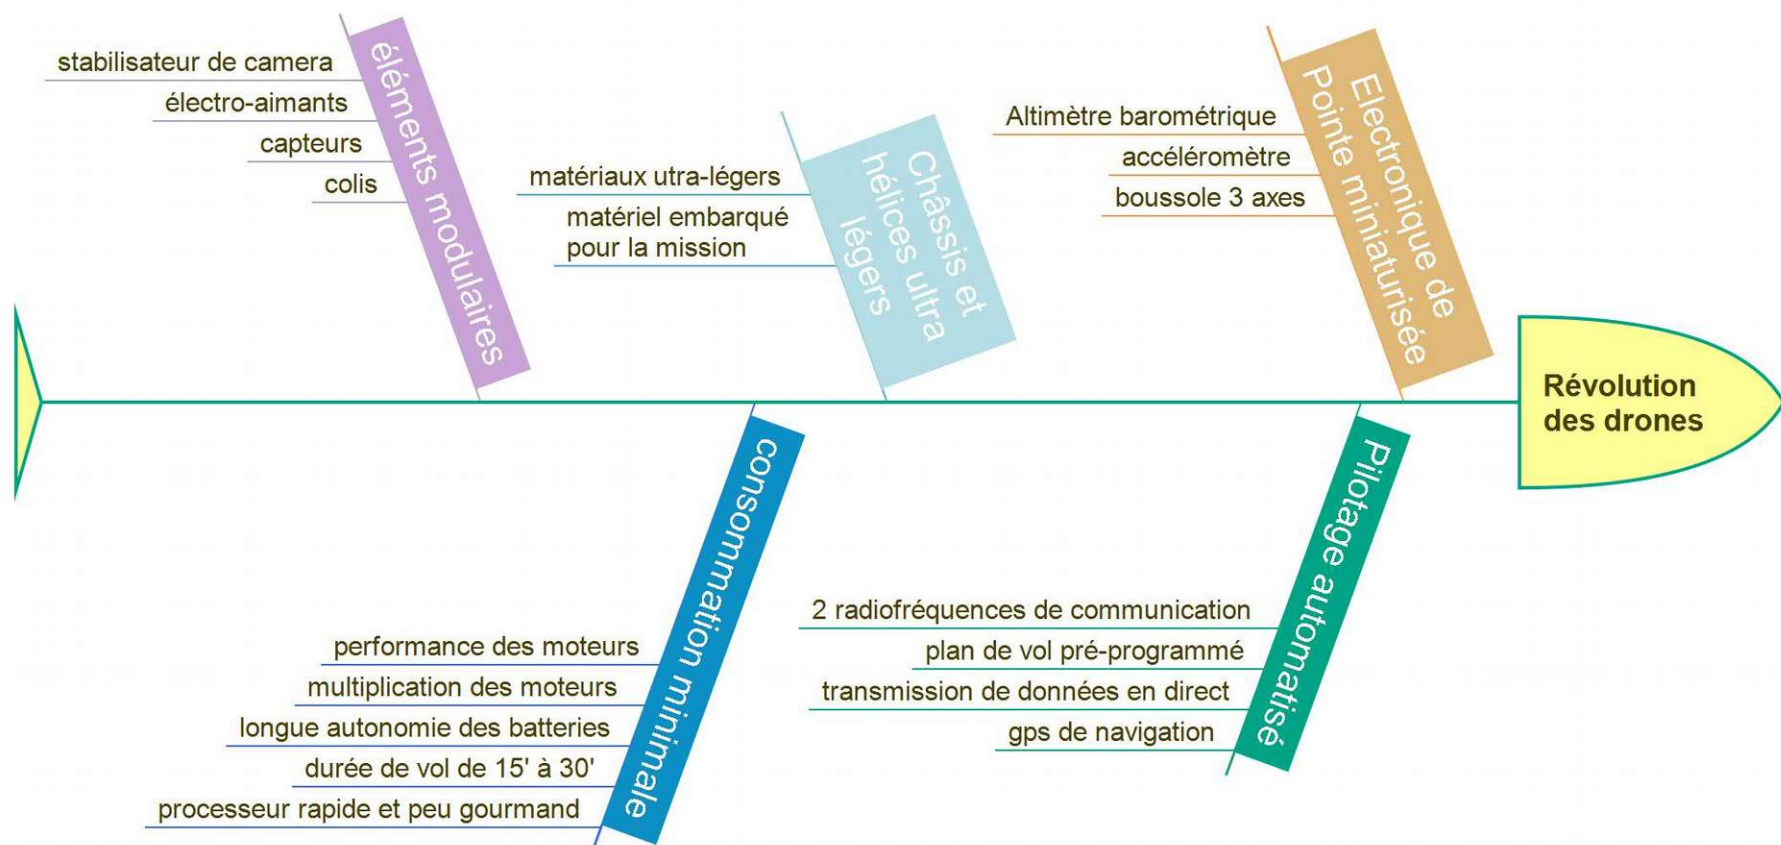 éléments modulaires
stabilisateur de camera
électro-aimants
capteurs
colis
Châssis et
hélices ultra
légers
matériaux utra-légers
matériel embarqué
pour la mission
Electronique de
Pointe miniaturisée
Altimètre barométrique
accéléromètre
boussole 3 axes
Révolution
des drones
consommation minimale
performance des moteurs
multiplication des moteurs
longue autonomie des batteries
durée de vol de 15' à 30'
processeur rapide et peu gourmand
Pilotage automatisé
2 radiofréquences de communication
plan de vol pré-programmé
transmission de données en direct
gps de navigation